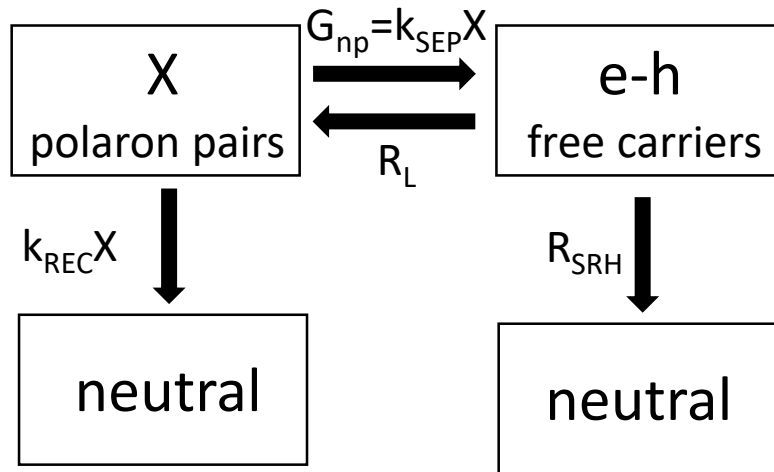 G_np=k_SEP X
X
polaron pairs
e-h
free carriers
R_L
k_REC X
R_SRH
neutral
neutral